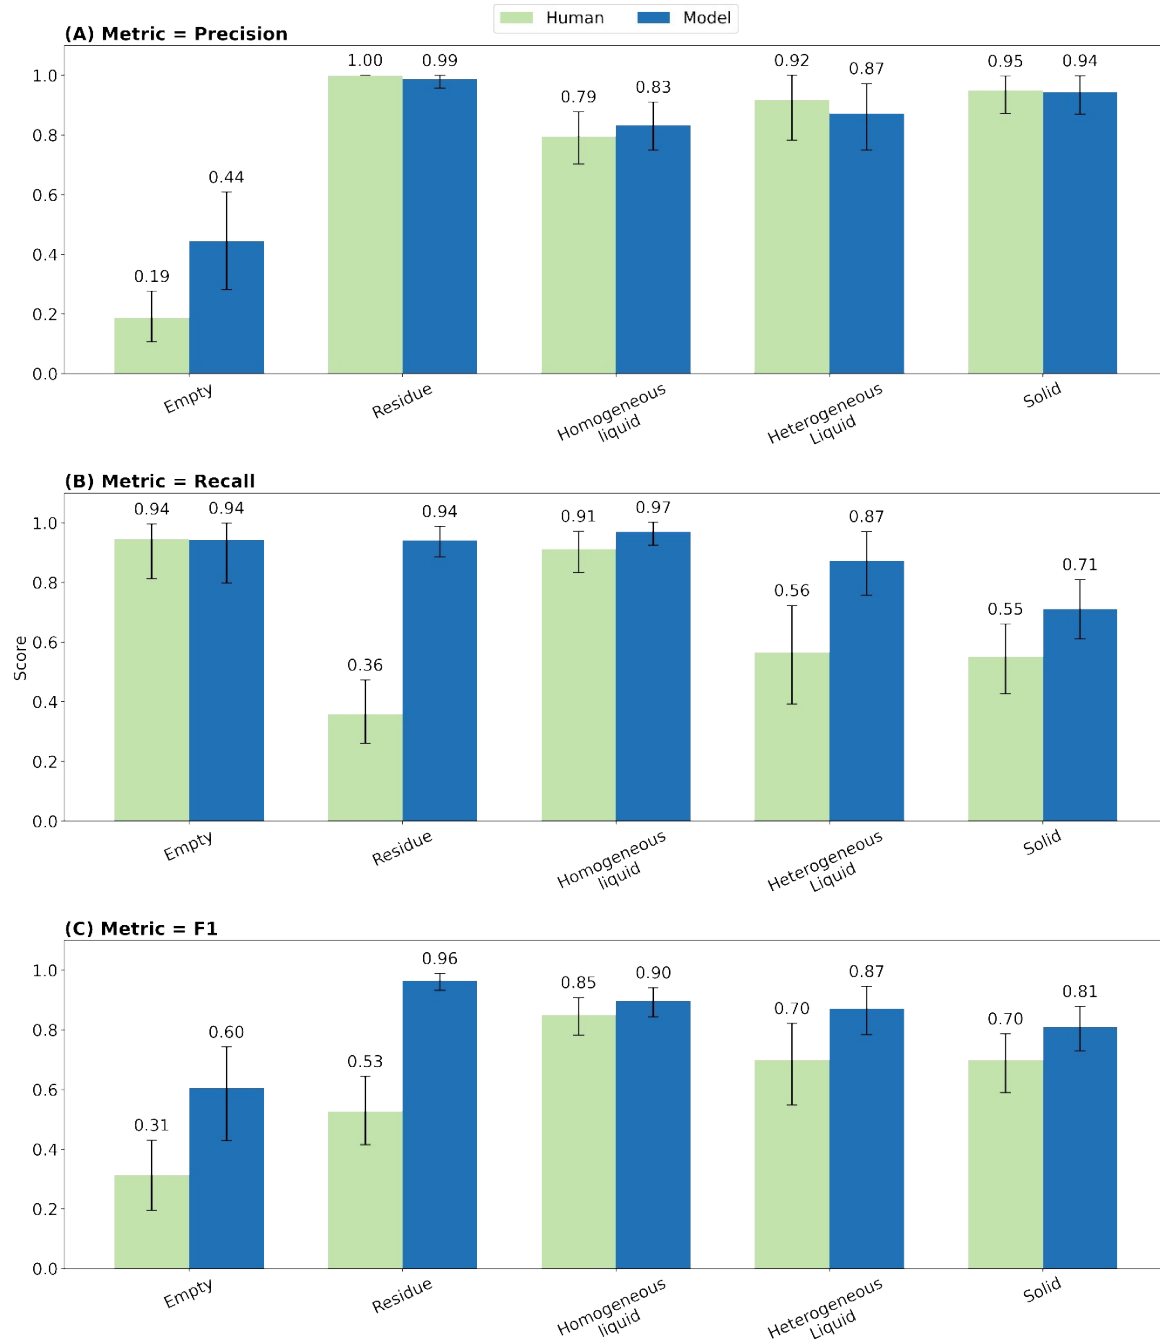 Human Model
(A) Metric = Precision
1.00 0.99 0.92 0.95 0.94
0.87
0.79 0.83
0.44
0.19
1.0
0.8
0.6
0.4
0.2
0.0
Empty
Residue
Homogeneous
liquid
Heterogeneous
Liquid
Solid
(B) Metric = Recall
0.94 0.94 0.94 0.91 0.97
0.87
0.71
0.56 0.55
0.36
Score
1.0
0.8
0.6
0.4
0.2
0.0
Empty
Residue
Homogeneous
liquid
Heterogeneous
Liquid
Solid
(C) Metric = F1
0.96
0.85 0.90 0.87
0.81
0.70 0.70
0.60
0.53
0.31
1.0
0.8
0.6
0.4
0.2
0.0
Empty
Residue
Homogeneous
liquid
Heterogeneous
Liquid
Solid